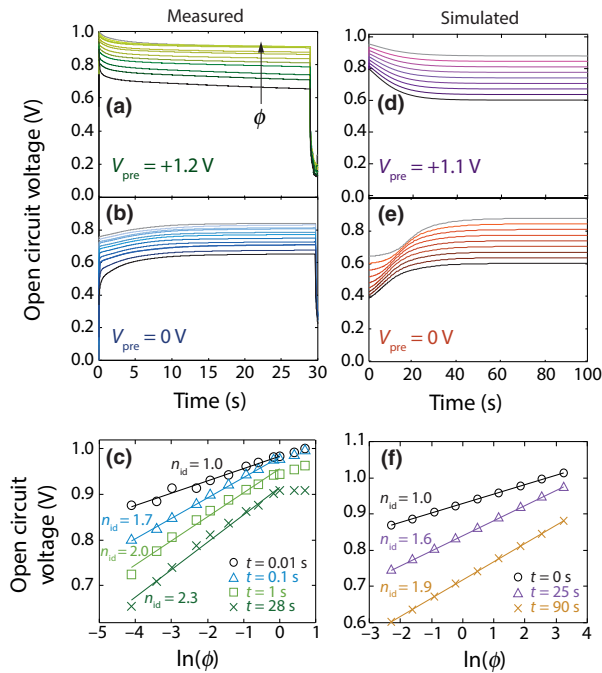 Measured
Simulated
Open circuit voltage (V)
1.0
0.8
0.6
0.4
0.2
0.0
(a)
ϕ
V_pre = +1.2 V
1.0
0.8
0.6
0.4
0.2
0.0
(d)
V_pre = +1.1 V
0.8
0.6
0.4
0.2
(b)
V_pre = 0 V
0 5 10 15 20 25 30
Time (s)
0.8
0.6
0.4
0.2
0.0
(e)
V_pre = 0 V
0 20 40 60 80 100
Time (s)
Open circuit voltage (V)
1.0
0.9
0.8
0.7
(c)
n_id = 1.0
n_id = 1.7
n_id = 2.0
n_id = 2.3
t = 0.01 s
t = 0.1 s
t = 1 s
t = 28 s
−5 −4 −3 −2 −1 0 1
ln(ϕ)
1.1
1.0
0.9
0.8
0.7
0.6
(f)
n_id = 1.0
n_id = 1.6
n_id = 1.9
t = 0 s
t = 25 s
t = 90 s
−3 −2 −1 0 1 2 3 4
ln(ϕ)